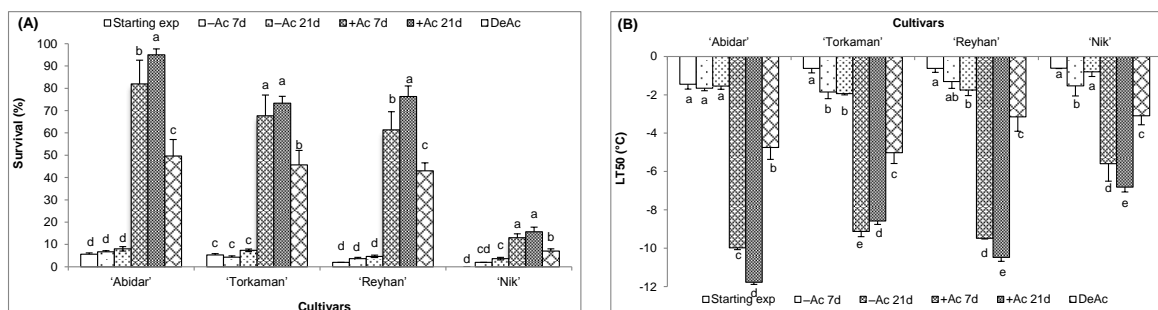 (A)
Starting exp –Ac 7d –Ac 21d +Ac 7d +Ac 21d DeAc
100
90
80
70
60
50
40
30
20
10
0
Survival (%)
d d d b a c
c c c a a b
d d d b a c
d cd c a a b
'Abidar' 'Torkaman' 'Reyhan' 'Nik'
Cultivars
(B)
Cultivars
'Abidar' 'Torkaman' 'Reyhan' 'Nik'
0
-2
-4
-6
-8
-10
-12
LT50 (°C)
a a a c d b
a b b e d c
a ab b d e c
a b a d e c
Starting exp –Ac 7d –Ac 21d +Ac 7d +Ac 21d DeAc